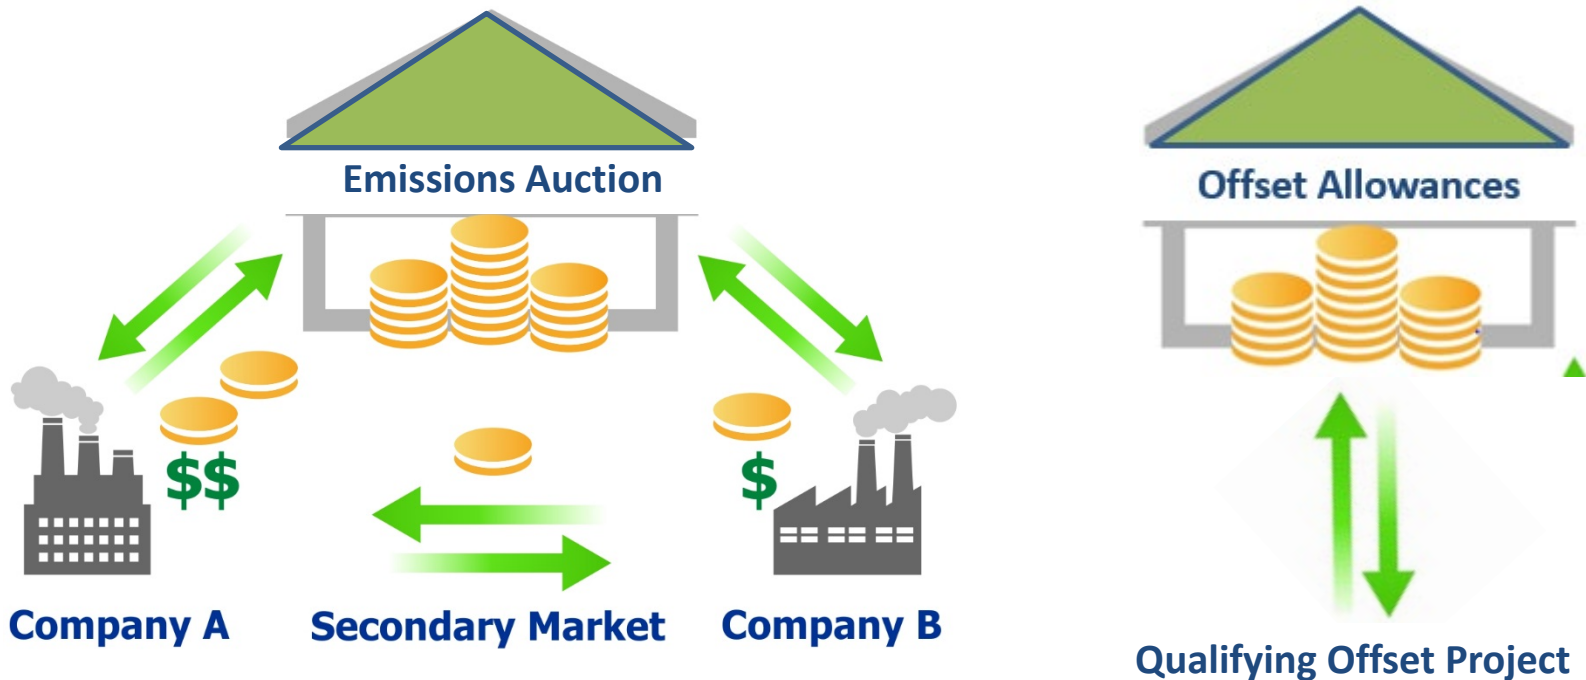 Emissions Auction
Offset Allowances
$$
$
Company A
Secondary Market
Company B
Qualifying Offset Project